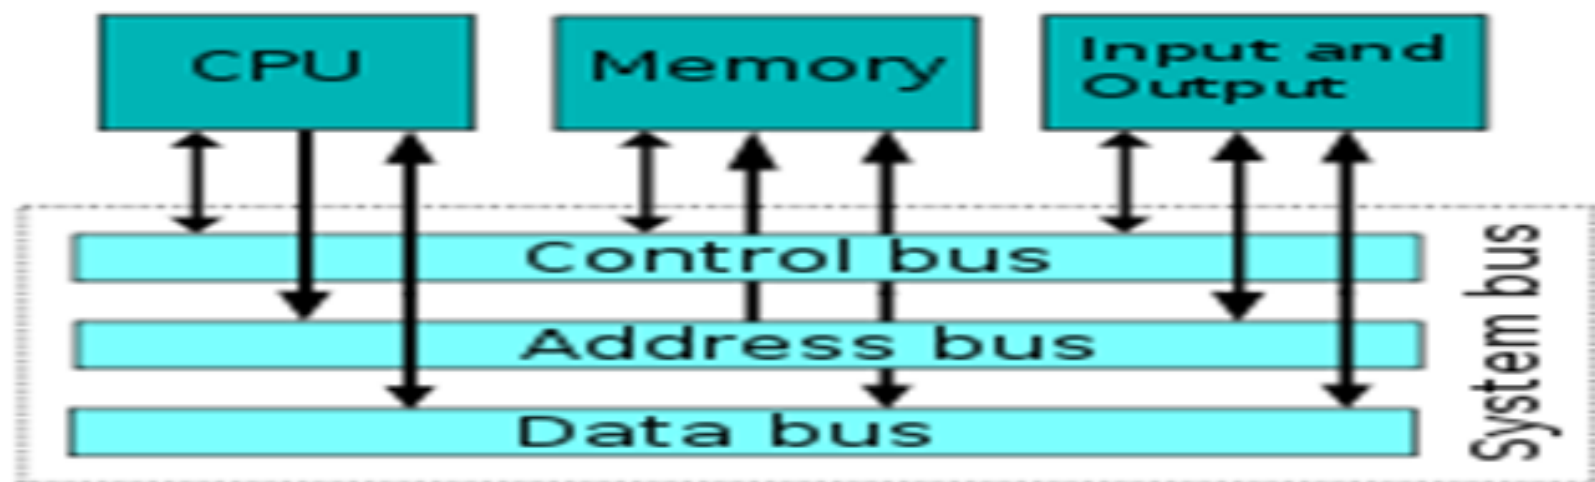 CPU
Memory
Input and
Output
Control bus
Address bus
Data bus
System bus